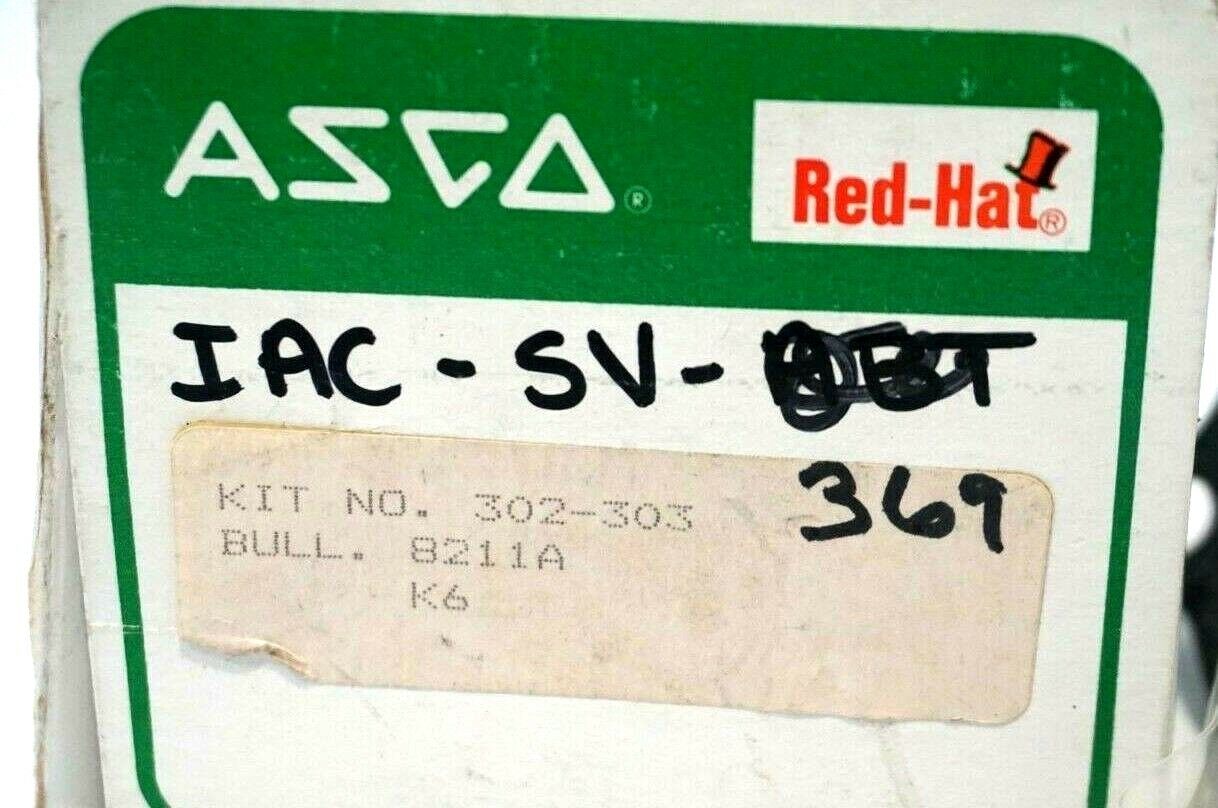 ASCO® Red-Hat®
IAC - SV -
369
KIT NO. 302-303
BULL. 8211A
K6